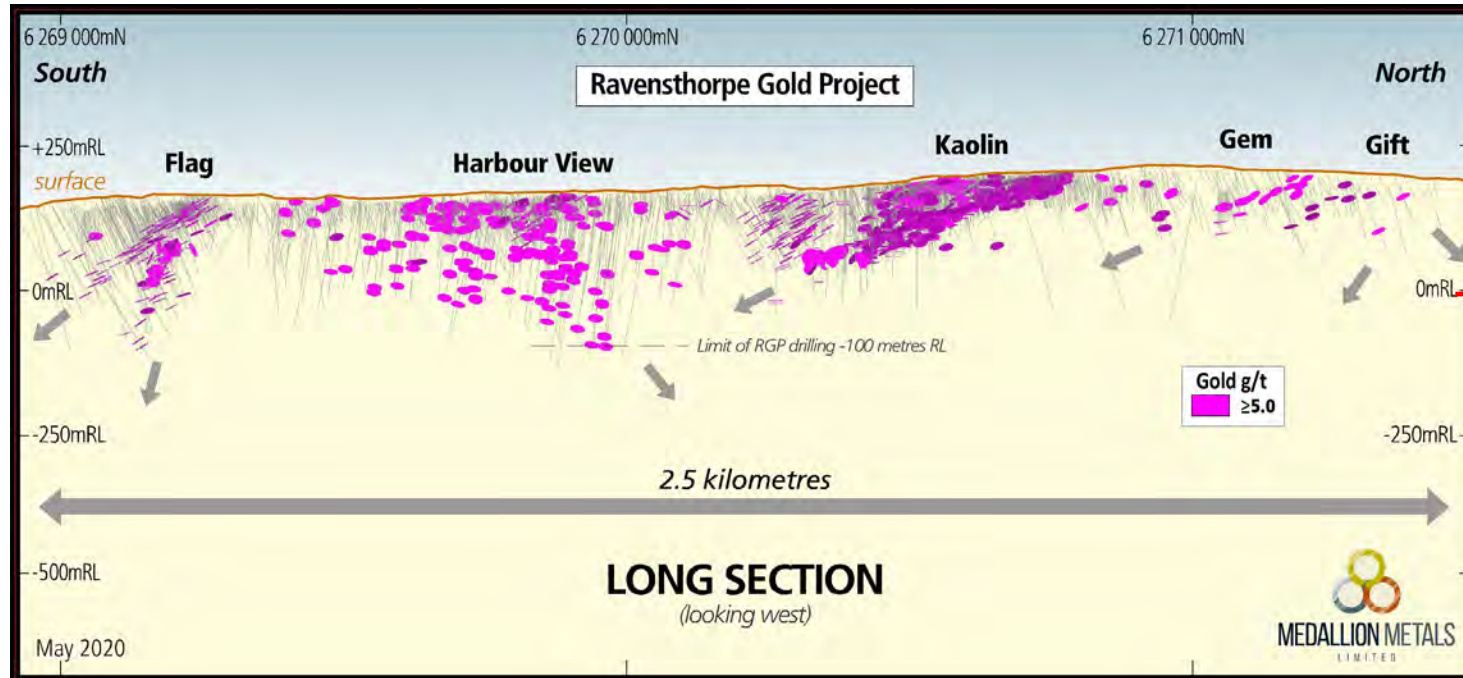 6 269 000mN
6 270 000mN
6 271 000mN
South
North
Ravensthorpe Gold Project
+250mRL
surface
Flag
Harbour View
Kaolin
Gem
Gift
0mRL
0mRL
Limit of RGP drilling -100 metres RL
Gold g/t
≥5.0
-250mRL
-250mRL
2.5 kilometres
-500mRL
LONG SECTION
(looking west)
May 2020
MEDALLION METALS
LIMITED